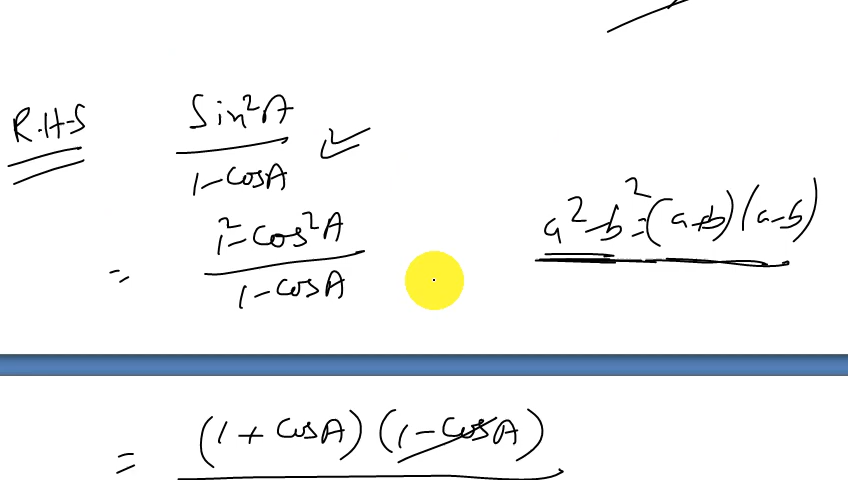 R.H.S Sin²A
1-cosA
= 1²-cos²A
1-cosA
a²-b²=(a+b)(a-b)
= (1+cosA)(1-cosA)